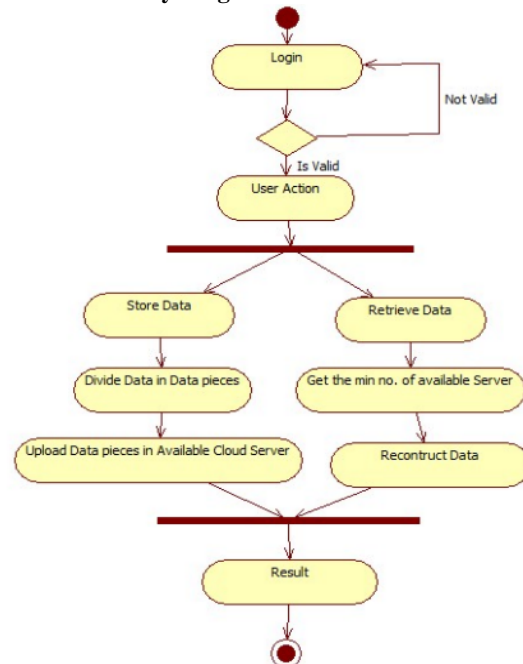 Login
Not Valid
Is Valid
User Action
Store Data
Retrieve Data
Divide Data in Data pieces
Get the min no. of available Server
Upload Data pieces in Available Cloud Server
Recontruct Data
Result